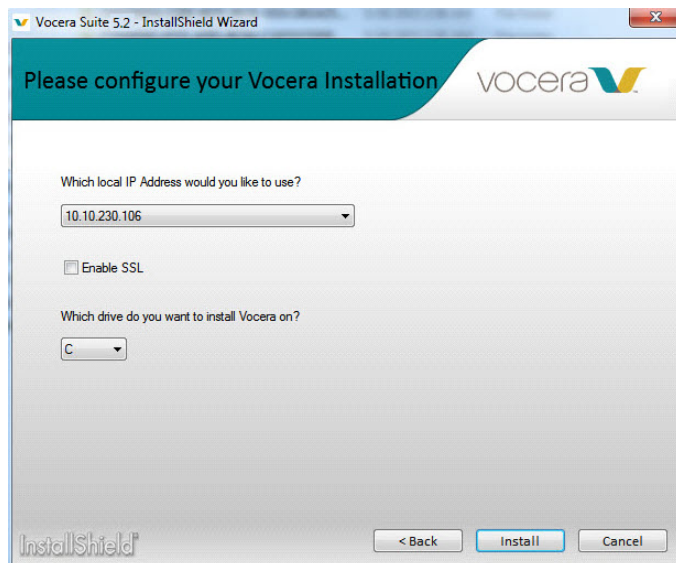 Vocera Suite 5.2 - InstallShield Wizard
Please configure your Vocera Installation
vocera
Which local IP Address would you like to use?
10.10.230.106
Enable SSL
Which drive do you want to install Vocera on?
C
InstallShield
< Back
Install
Cancel